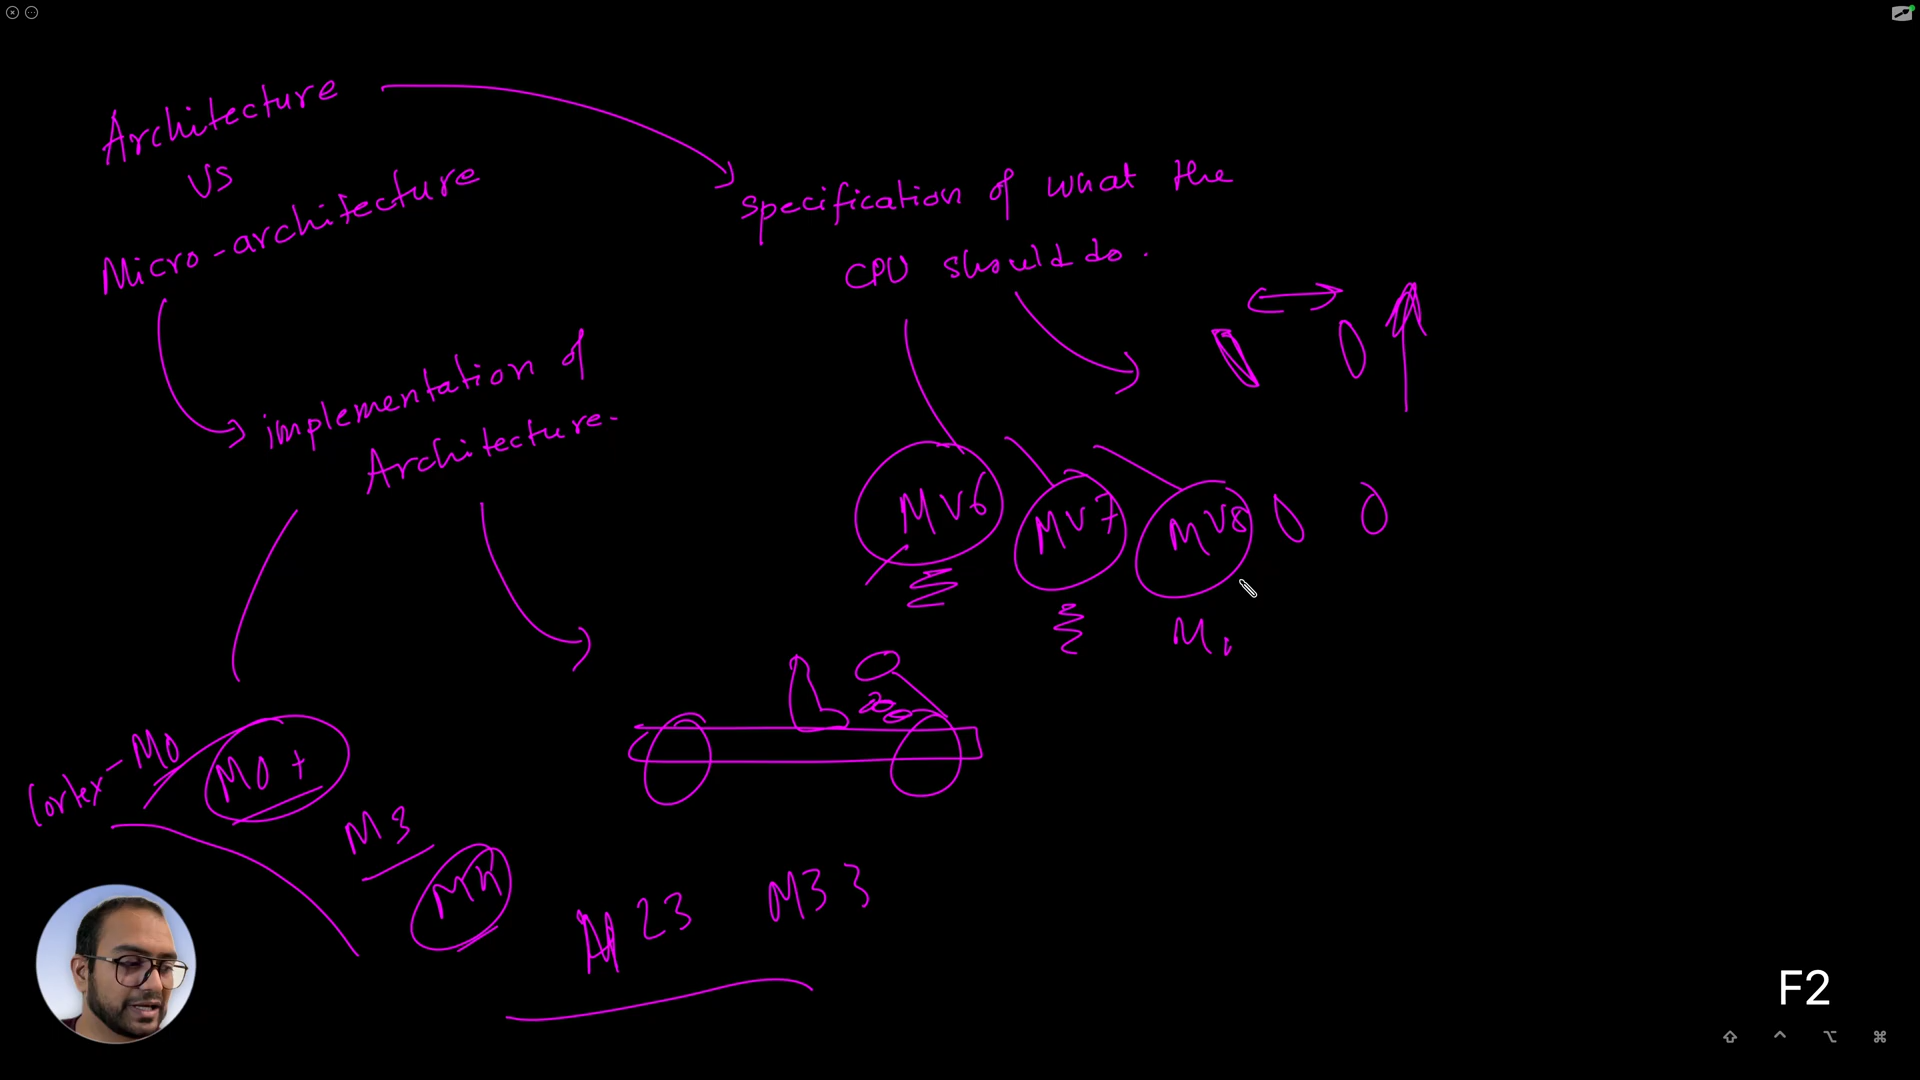 Architecture
vs
Micro-architecture
specification of what the
CPU should do.
implementation of
Architecture.
MV6
MV7
MV8
Cortex-M0
M0+
M3
M4
M23
M33
F2